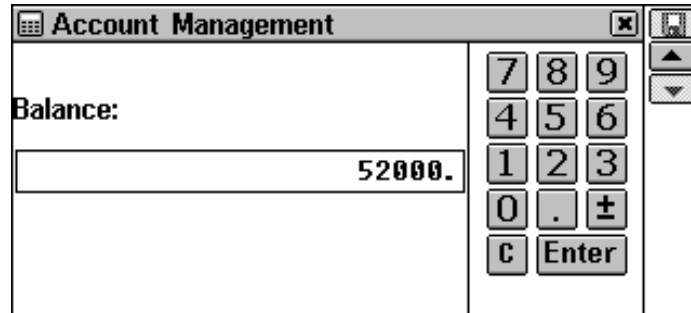 Account Management
Balance:
52000.
7 8 9
4 5 6
1 2 3
0 . ±
C Enter